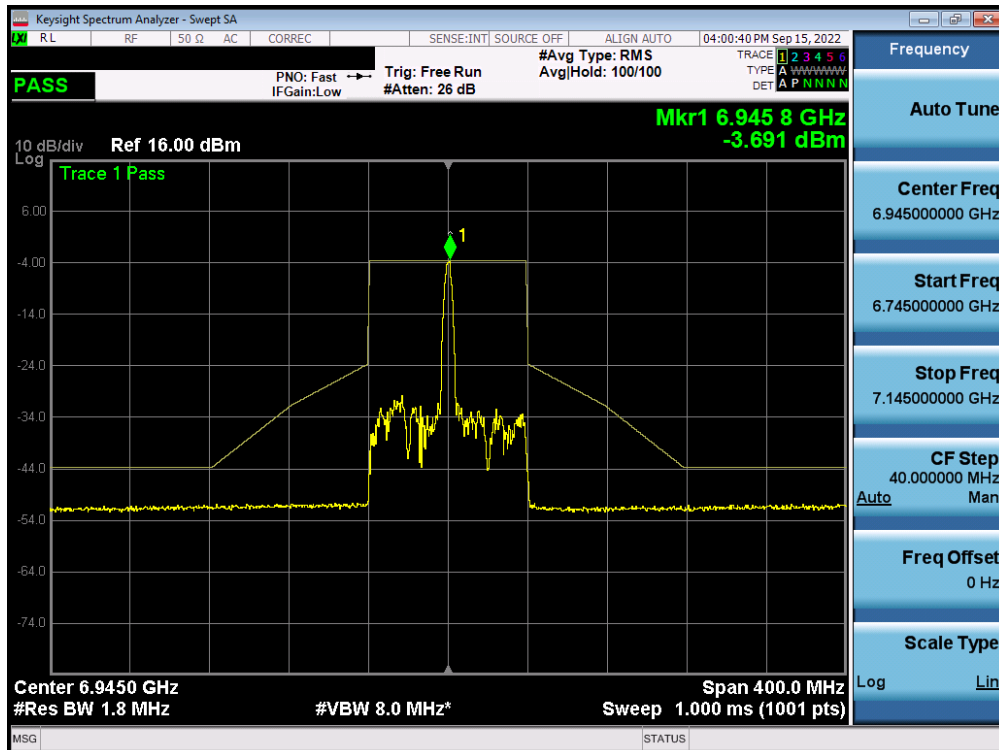 Keysight Spectrum Analyzer - Swept SA
LXI RL RF 50 Ω AC CORREC SENSE:INT SOURCE OFF ALIGN AUTO 04:00:40 PM Sep 15, 2022
PASS
PNO: Fast
IFGain:Low
Trig: Free Run
#Atten: 26 dB
#Avg Type: RMS
Avg|Hold: 100/100
TRACE 1 2 3 4 5 6
TYPE A WWWWW
DET A P N N N N
Mkr1 6.945 8 GHz
-3.691 dBm
10 dB/div Ref 16.00 dBm
Log
Trace 1 Pass
1
6.00
-4.00
-14.0
-24.0
-34.0
-44.0
-54.0
-64.0
-74.0
Center 6.9450 GHz Span 400.0 MHz
#Res BW 1.8 MHz #VBW 8.0 MHz* Sweep 1.000 ms (1001 pts)
MSG STATUS
Frequency
Auto Tune
Center Freq
6.945000000 GHz
Start Freq
6.745000000 GHz
Stop Freq
7.145000000 GHz
CF Step
40.000000 MHz
Auto Man
Freq Offset
0 Hz
Scale Type
Log Lin